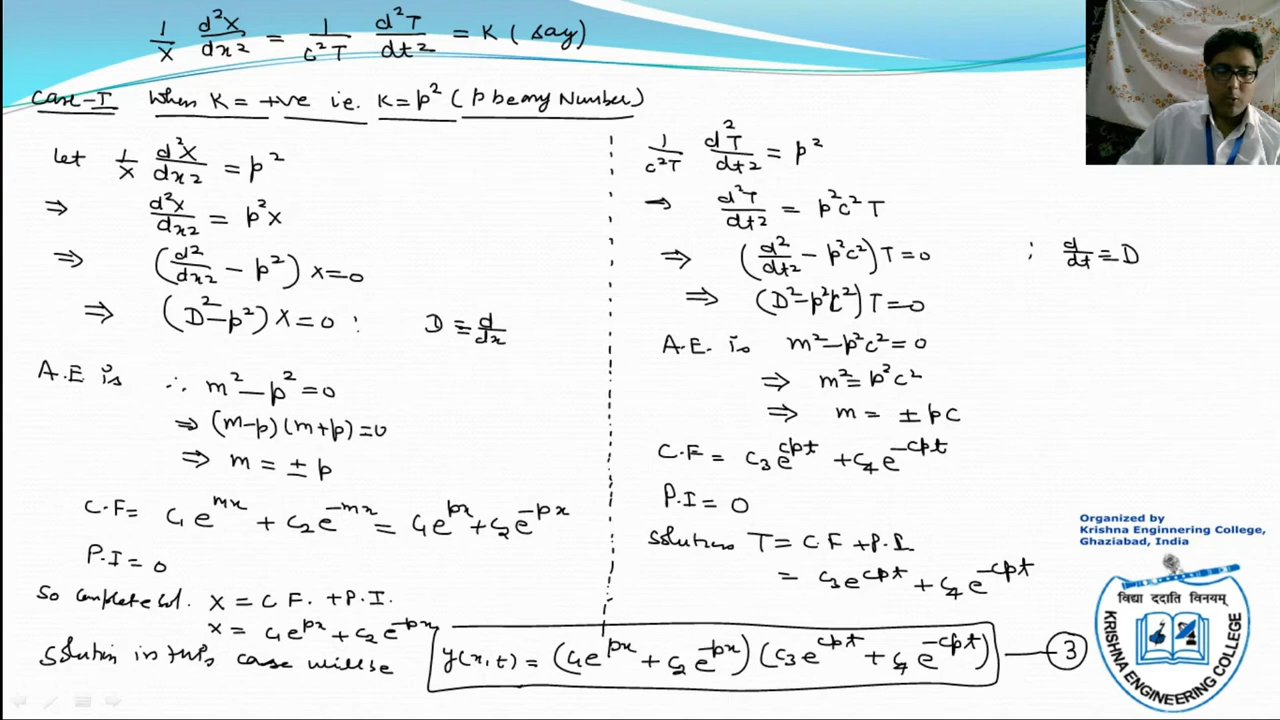 1/X d²X/dx² = 1/c²T d²T/dt² = K (say)
Case-I When K = +ve i.e. K = p² (p be any Number)
let 1/X d²X/dx² = p²
⇒ d²X/dx² = p²X
⇒ (d²/dx² - p²) X = 0
⇒ (D² - p²) X = 0 : D ≡ d/dx
A.E is ∴ m² - p² = 0
⇒ (m-p) (m+p) = 0
⇒ m = ± p
C.F = c₁e^{mx} + c₂e^{-mx} = c₁e^{px} + c₂e^{-px}
P.I = 0
So complete sol. X = C.F. + P.I.
X = c₁e^{px} + c₂e^{-px}
1/c²T d²T/dt² = p²
⇒ d²T/dt² = p²c² T
⇒ (d²/dt² - p²c²) T = 0 : d/dt ≡ D
⇒ (D² - p²c²) T = 0
A.E. is m² - p²c² = 0
⇒ m² = p²c²
⇒ m = ± pc
C.F = c₃e^{cpt} + c₄e^{-cpt}
P.I = 0
Solution T = C.F + P.I.
= c₃e^{cpt} + c₄e^{-cpt}
Solution in this case will be y(x,t) = (c₁e^{px} + c₂e^{-px}) (c₃e^{cpt} + c₄e^{-cpt}) — 3
Organized by
Krishna Enginnering College,
Ghaziabad, India
विद्या ददाति विनयम्
KRISHNA ENGINEERING COLLEGE